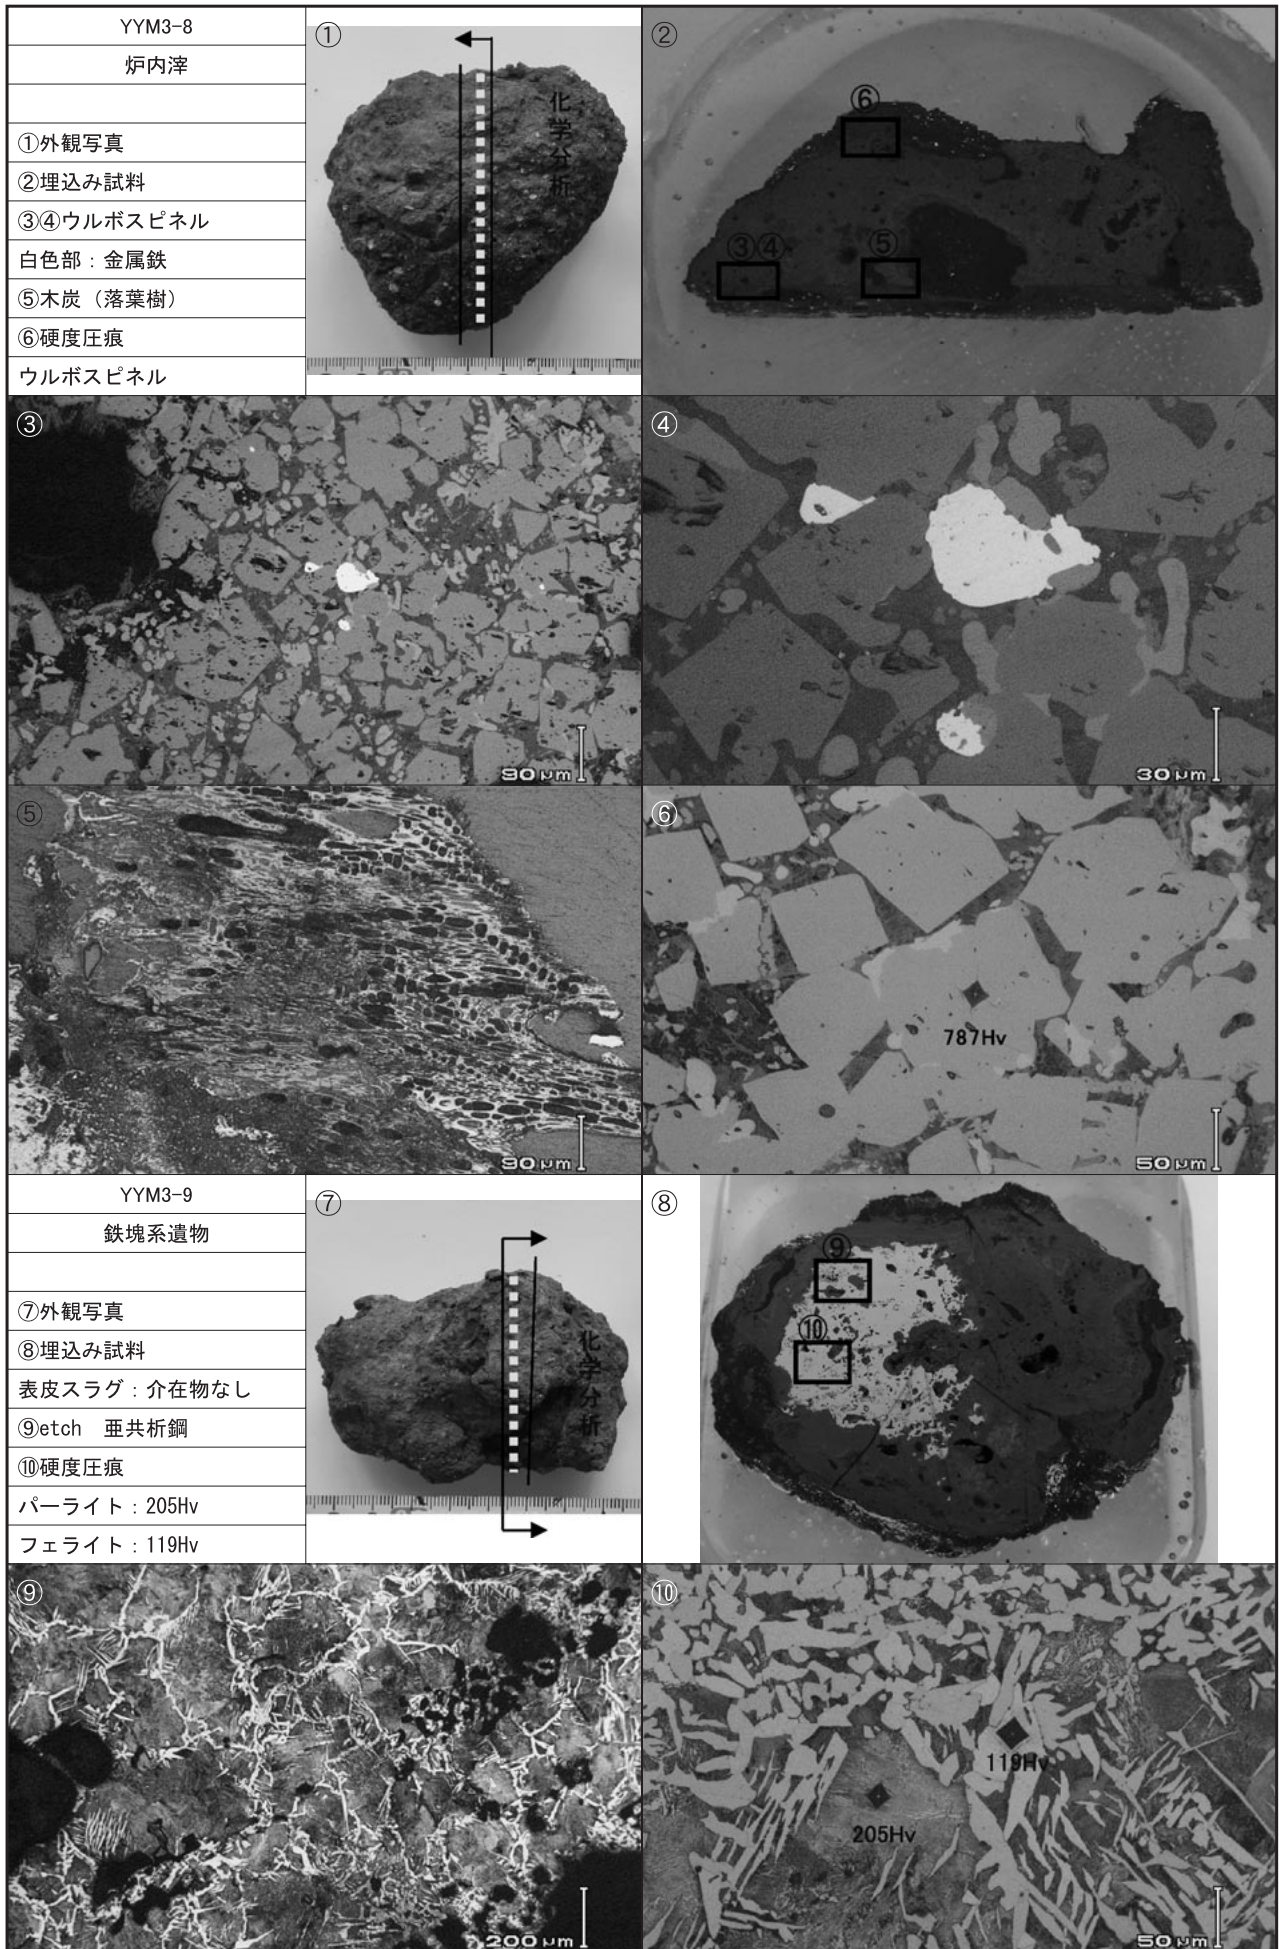 YYM3-8
炉内滓
①外観写真
②埋込み試料
③④ウルボスピネル
白色部：金属鉄
⑤木炭（落葉樹）
⑥硬度圧痕
ウルボスピネル
①
化学分析
②
⑥
③④
⑤
③
90μm
④
30μm
⑤
90μm
⑥
787Hv
50μm
YYM3-9
鉄塊系遺物
⑦外観写真
⑧埋込み試料
表皮スラグ：介在物なし
⑨etch　亜共析鋼
⑩硬度圧痕
パーライト：205Hv
フェライト：119Hv
⑦
化学分析
⑧
⑨
⑩
⑨
200μm
⑩
119Hv
205Hv
50μm